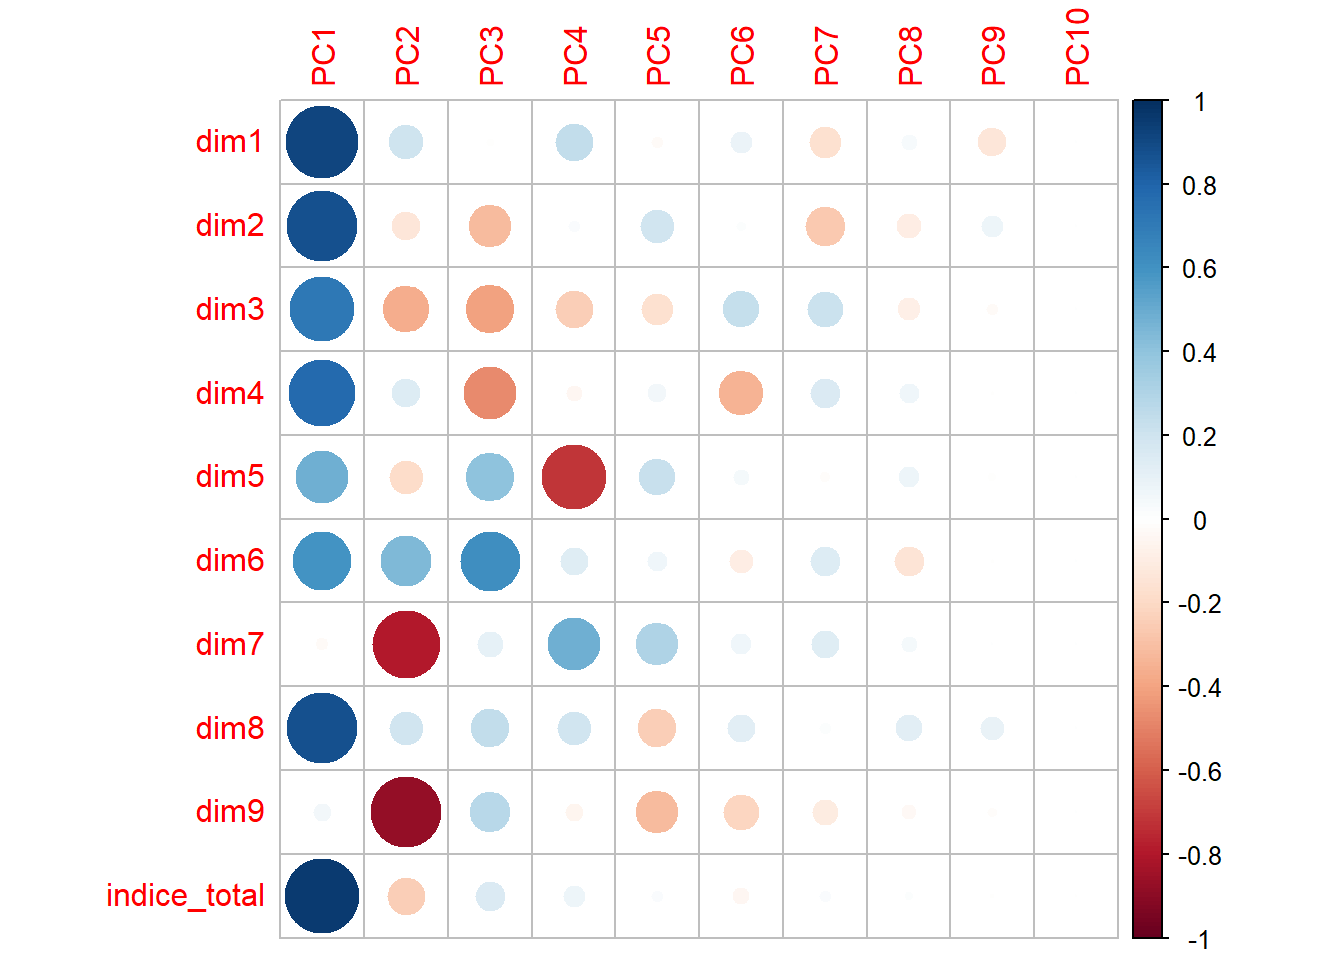 PC1 PC2 PC3 PC4 PC5 PC6 PC7 PC8 PC9 PC10
dim1
dim2
dim3
dim4
dim5
dim6
dim7
dim8
dim9
indice_total
1
0.8
0.6
0.4
0.2
0
-0.2
-0.4
-0.6
-0.8
-1